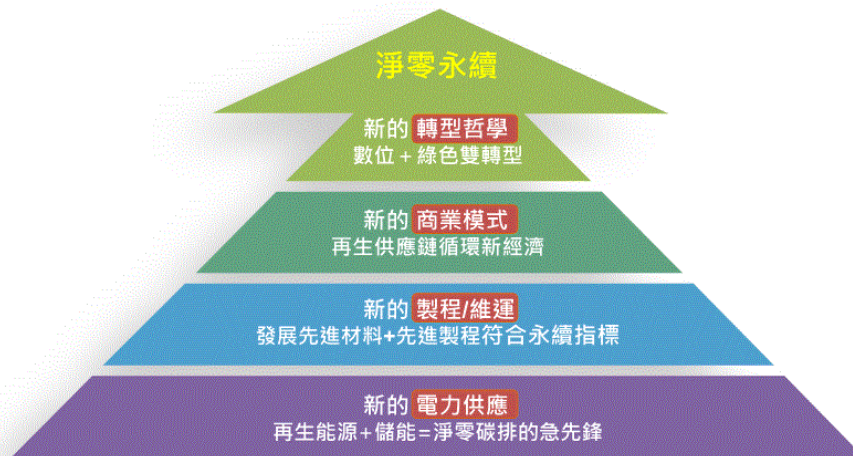 淨零永續
新的 轉型哲學
數位+綠色雙轉型
新的 商業模式
再生供應鏈循環新經濟
新的 製程/維運
發展先進材料+先進製程符合永續指標
新的 電力供應
再生能源+儲能=淨零碳排的急先鋒